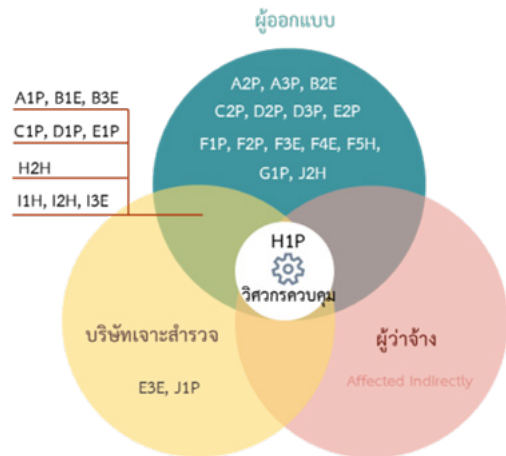 ผู้ออกแบบ
A2P, A3P, B2E
C2P, D2P, D3P, E2P
F1P, F2P, F3E, F4E, F5H,
G1P, J2H
A1P, B1E, B3E
C1P, D1P, E1P
H2H
I1H, I2H, I3E
H1P
วิศวกรควบคุม
บริษัทเจาะสำรวจ
E3E, J1P
ผู้ว่าจ้าง
Affected Indirectly